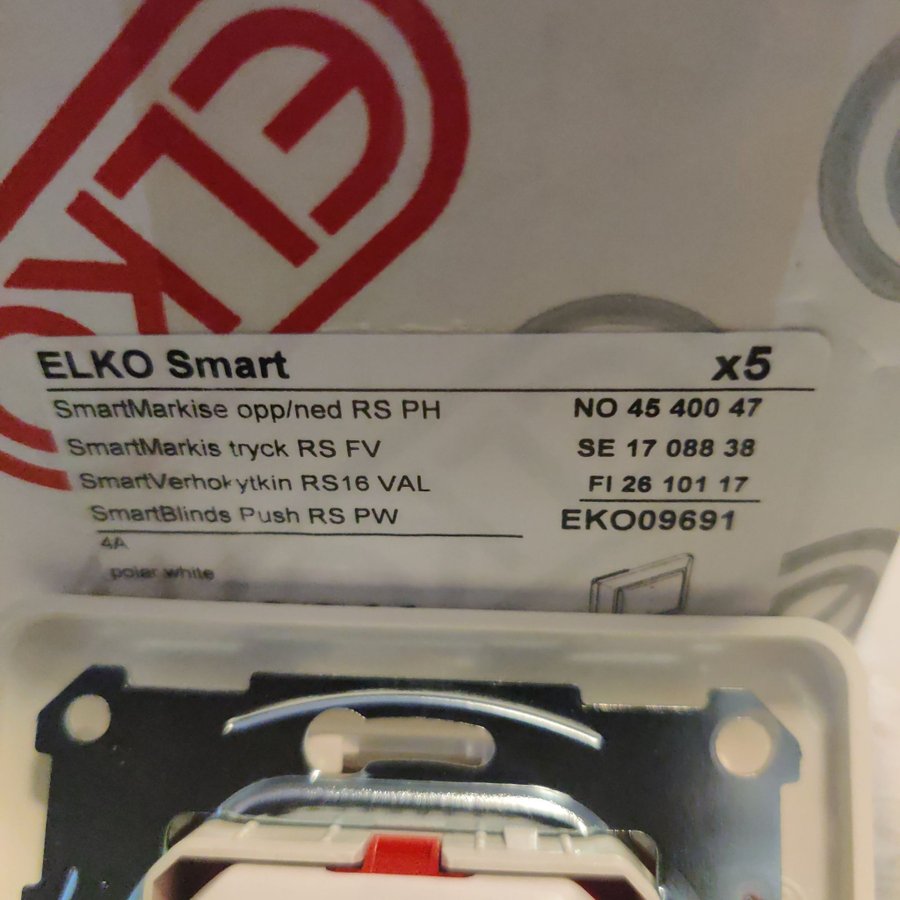 ELKO
ELKO Smart x5
SmartMarkise opp/ned RS PH NO 45 400 47
SmartMarkis tryck RS FV SE 17 088 38
SmartVerhokytkin RS16 VAL FI 26 101 17
SmartBlinds Push RS PW EKO09691
4A
polar white